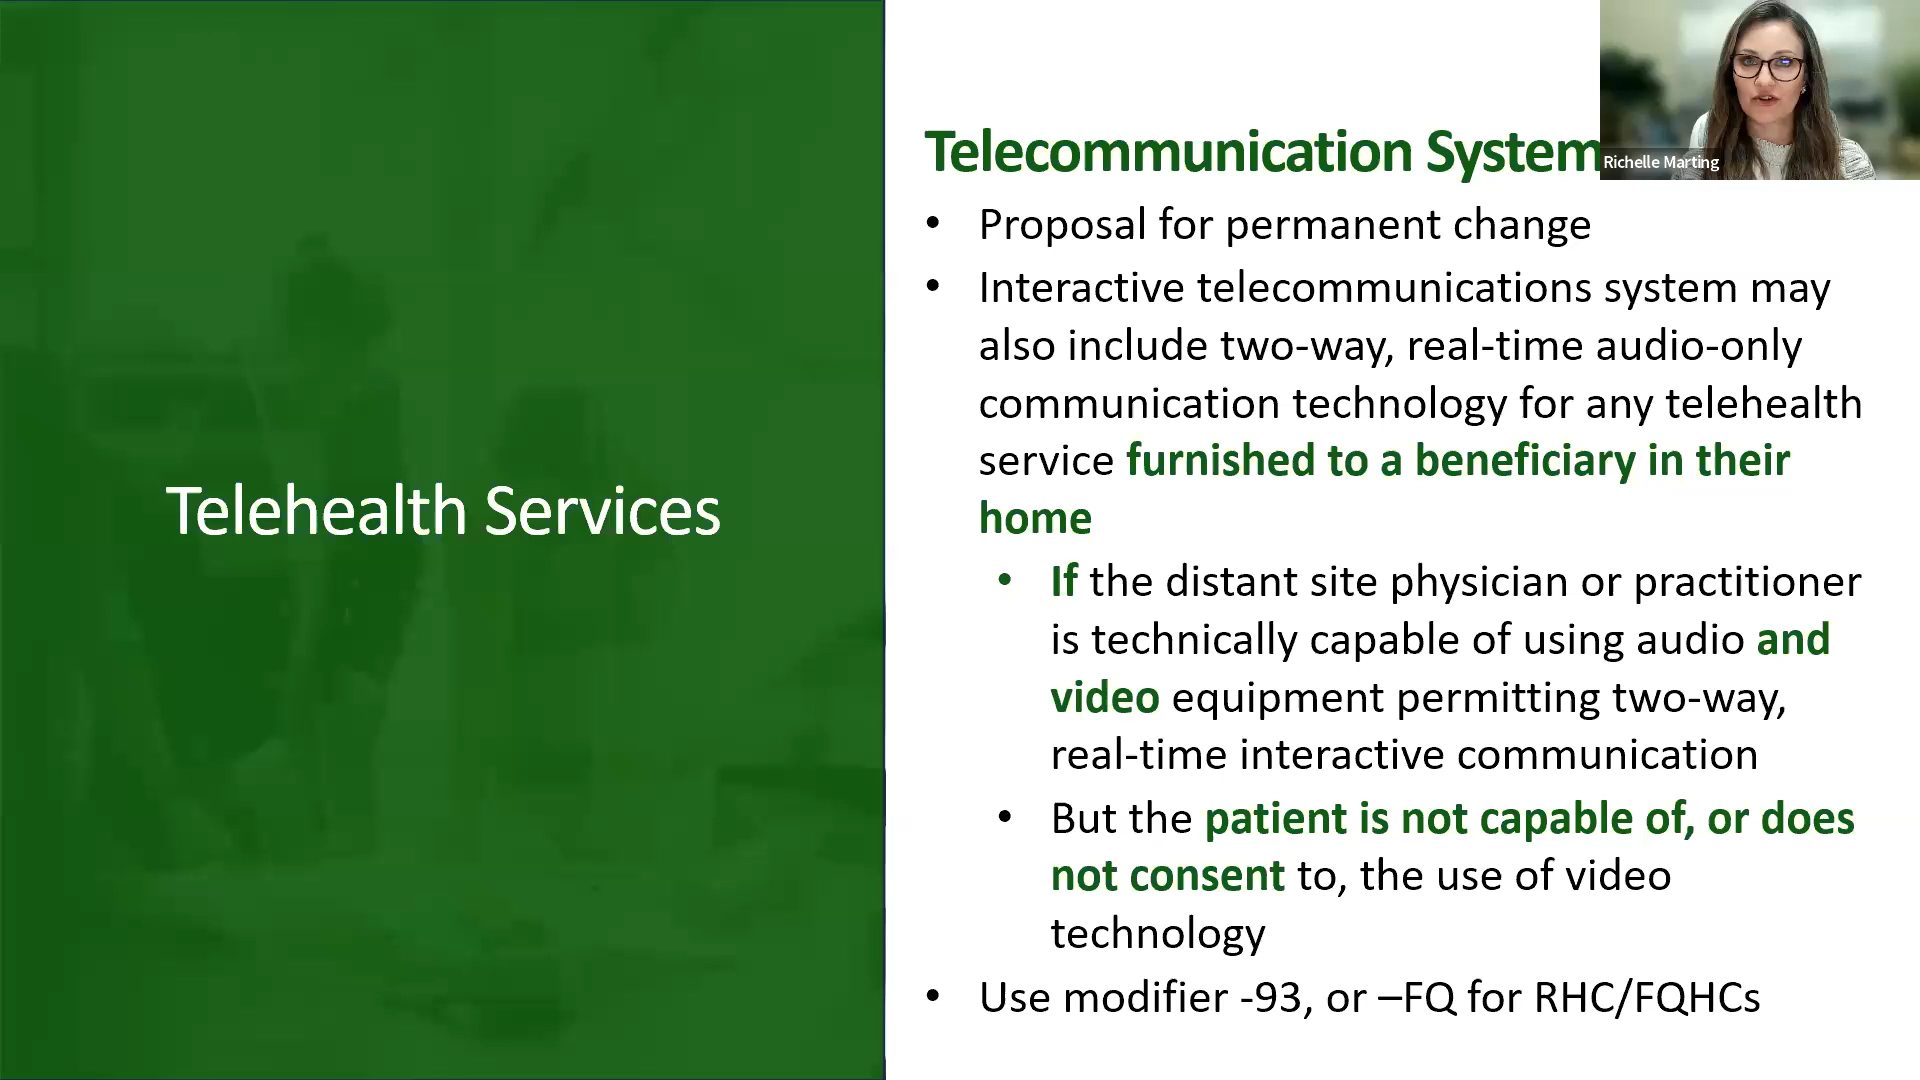 Telehealth Services
Telecommunication System
Richelle Marting
• Proposal for permanent change
• Interactive telecommunications system may
also include two-way, real-time audio-only
communication technology for any telehealth
service furnished to a beneficiary in their
home
• If the distant site physician or practitioner
is technically capable of using audio and
video equipment permitting two-way,
real-time interactive communication
• But the patient is not capable of, or does
not consent to, the use of video
technology
• Use modifier -93, or –FQ for RHC/FQHCs